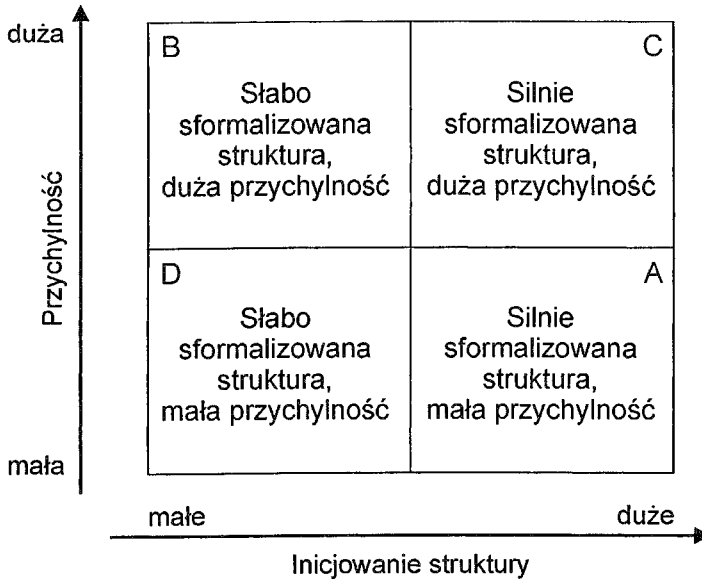 duża
Przychylność
mała
B
Słabo
sformalizowana
struktura,
duża przychylność
C
Silnie
sformalizowana
struktura,
duża przychylność
D
Słabo
sformalizowana
struktura,
mała przychylność
A
Silnie
sformalizowana
struktura,
mała przychylność
małe
duże
Inicjowanie struktury